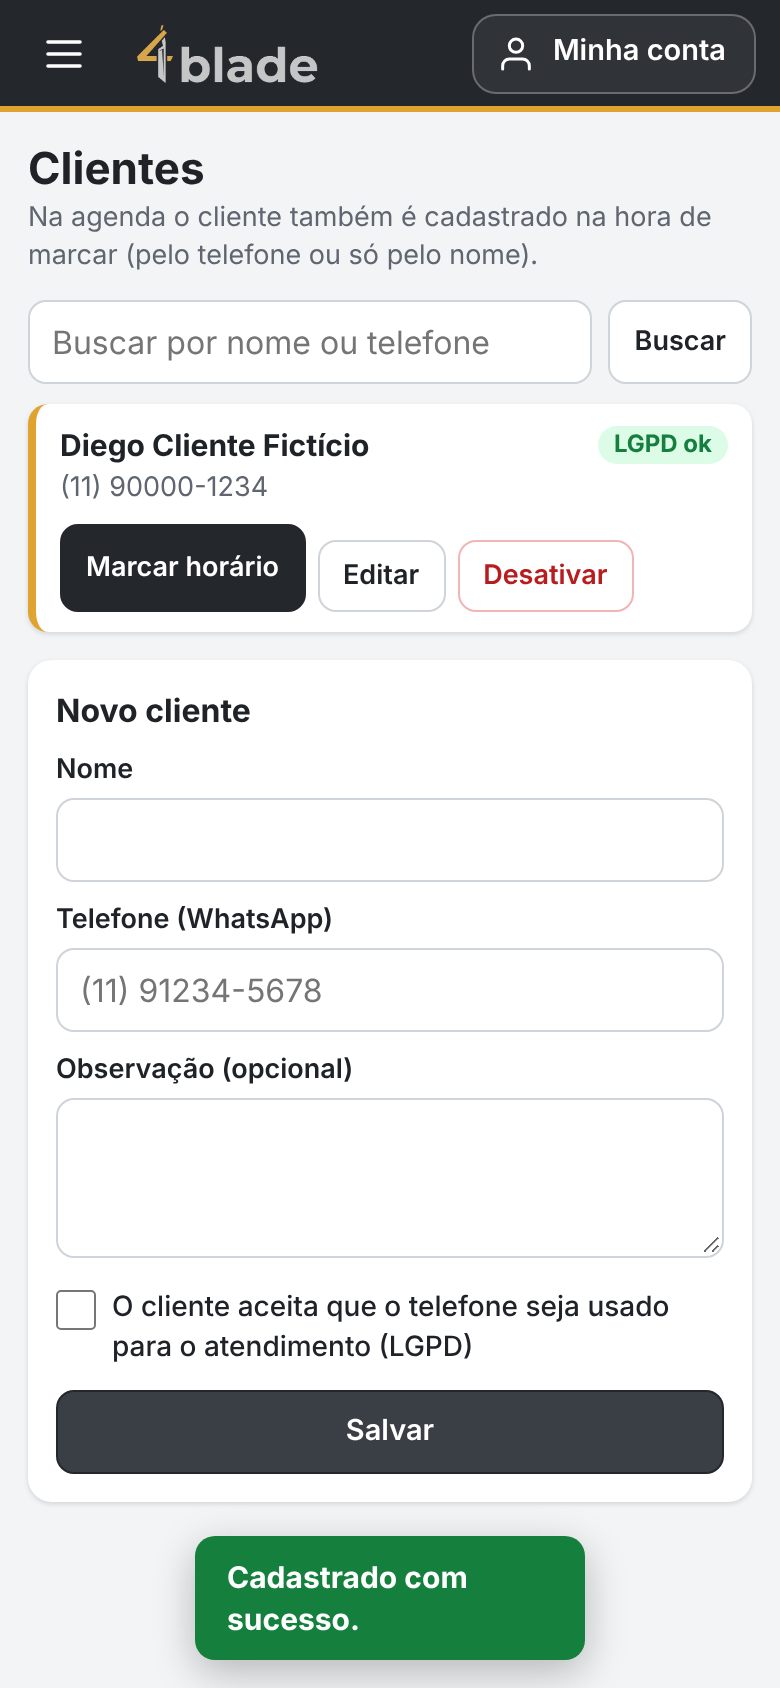 4blade
Minha conta
Clientes
Na agenda o cliente também é cadastrado na hora de
marcar (pelo telefone ou só pelo nome).
Buscar por nome ou telefone
Buscar
Diego Cliente Fictício
LGPD ok
(11) 90000-1234
Marcar horário
Editar
Desativar
Novo cliente
Nome
Telefone (WhatsApp)
(11) 91234-5678
Observação (opcional)
O cliente aceita que o telefone seja usado
para o atendimento (LGPD)
Salvar
Cadastrado com
sucesso.